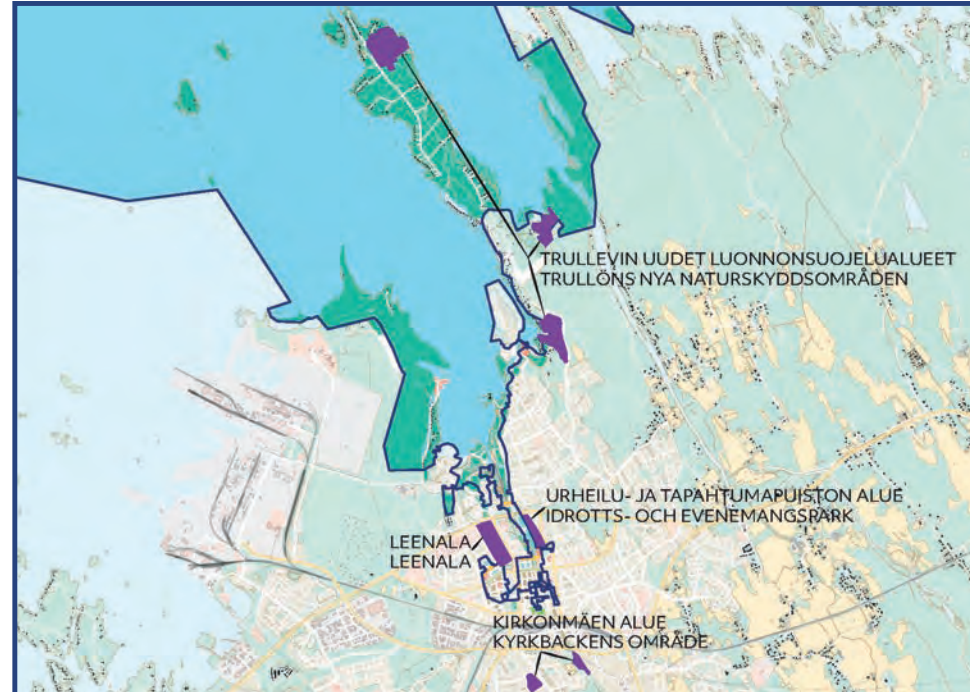 TRULLEVIN UUDET LUONNONSUOJELUALUEET
TRULLÖNS NYA NATURSKYDDSOMRÅDEN
URHEILU- JA TAPAHTUMAPUISTON ALUE
IDROTTS- OCH EVENEMANGSPARK
LEENALA
LEENALA
KIRKONMÄEN ALUE
KYRKBACKENS OMRÅDE